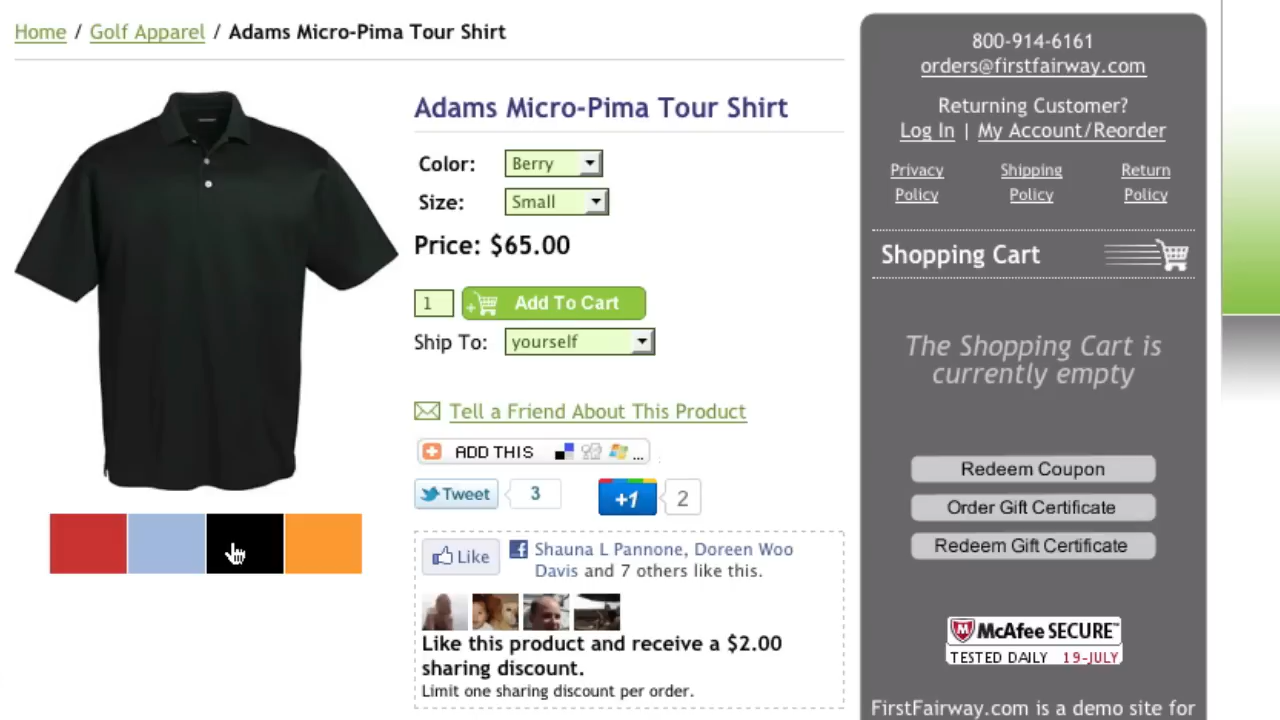 Home / Golf Apparel / Adams Micro-Pima Tour Shirt
Adams Micro-Pima Tour Shirt
Color: Berry
Size: Small
Price: $65.00
1 Add To Cart
Ship To: yourself
Tell a Friend About This Product
ADD THIS ...
Tweet 3 +1 2
Like Shauna L Pannone, Doreen Woo
Davis and 7 others like this.
Like this product and receive a $2.00
sharing discount.
Limit one sharing discount per order.
800-914-6161
orders@firstfairway.com
Returning Customer?
Log In | My Account/Reorder
Privacy Shipping Return
Policy Policy Policy
Shopping Cart
The Shopping Cart is
currently empty
Redeem Coupon
Order Gift Certificate
Redeem Gift Certificate
McAfee SECURE™
TESTED DAILY 19-JULY
FirstFairway.com is a demo site for